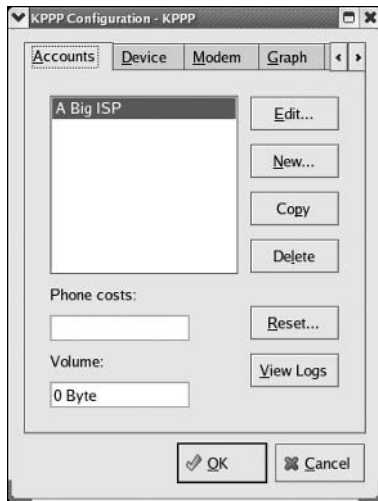 KPPP Configuration - KPPP
Accounts Device Modem Graph
A Big ISP
Edit...
New...
Copy
Delete
Phone costs:
Reset...
Volume:
View Logs
0 Byte
OK Cancel